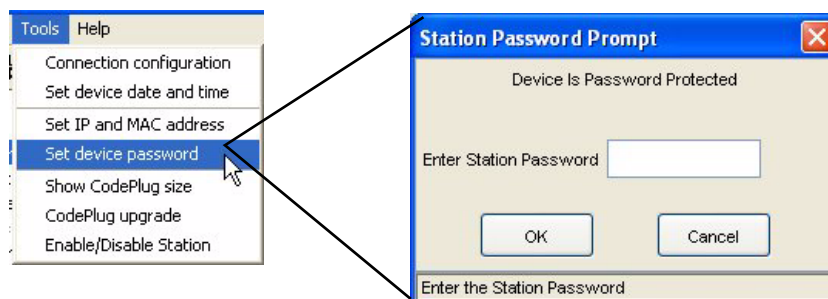 Tools Help
Connection configuration
Set device date and time
Set IP and MAC address
Set device password
Show CodePlug size
CodePlug upgrade
Enable/Disable Station
Station Password Prompt
Device Is Password Protected
Enter Station Password
OK Cancel
Enter the Station Password